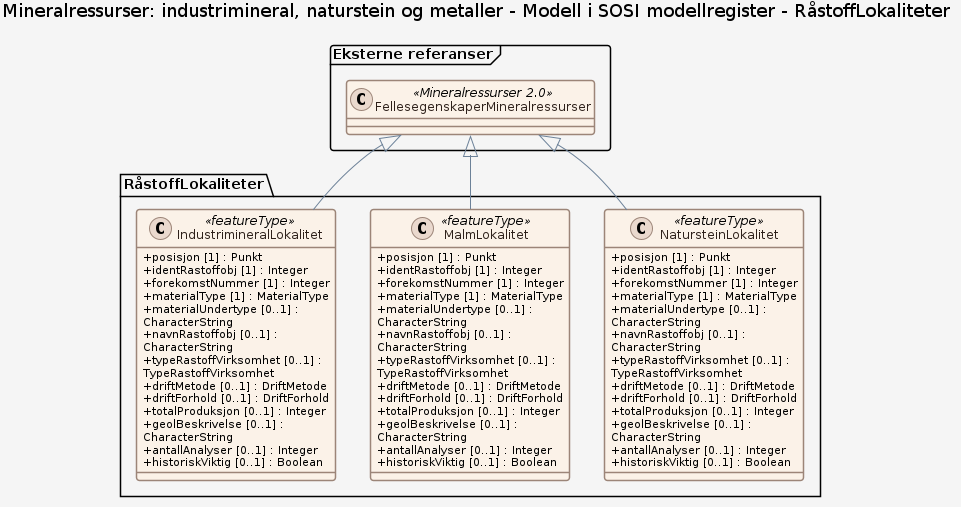 Mineralressurser: industrimineral, naturstein og metaller - Modell i SOSI modellregister - RåstoffLokaliteter
Eksterne referanser
C
«Mineralressurser 2.0»
FellesegenskaperMineralressurser
RåstoffLokaliteter
C
«featureType»
IndustrimineralLokalitet
+posisjon [1] : Punkt
+identRastoffobj [1] : Integer
+forekomstNummer [1] : Integer
+materialType [1] : MaterialType
+materialUndertype [0..1] :
CharacterString
+navnRastoffobj [0..1] :
CharacterString
+typeRastoffVirksomhet [0..1] :
TypeRastoffVirksomhet
+driftMetode [0..1] : DriftMetode
+driftForhold [0..1] : DriftForhold
+totalProduksjon [0..1] : Integer
+geolBeskrivelse [0..1] :
CharacterString
+antallAnalyser [0..1] : Integer
+historiskViktig [0..1] : Boolean
C
«featureType»
MalmLokalitet
+posisjon [1] : Punkt
+identRastoffobj [1] : Integer
+forekomstNummer [1] : Integer
+materialType [1] : MaterialType
+materialUndertype [0..1] :
CharacterString
+navnRastoffobj [0..1] :
CharacterString
+typeRastoffVirksomhet [0..1] :
TypeRastoffVirksomhet
+driftMetode [0..1] : DriftMetode
+driftForhold [0..1] : DriftForhold
+totalProduksjon [0..1] : Integer
+geolBeskrivelse [0..1] :
CharacterString
+antallAnalyser [0..1] : Integer
+historiskViktig [0..1] : Boolean
C
«featureType»
NatursteinLokalitet
+posisjon [1] : Punkt
+identRastoffobj [1] : Integer
+forekomstNummer [1] : Integer
+materialType [1] : MaterialType
+materialUndertype [0..1] :
CharacterString
+navnRastoffobj [0..1] :
CharacterString
+typeRastoffVirksomhet [0..1] :
TypeRastoffVirksomhet
+driftMetode [0..1] : DriftMetode
+driftForhold [0..1] : DriftForhold
+totalProduksjon [0..1] : Integer
+geolBeskrivelse [0..1] :
CharacterString
+antallAnalyser [0..1] : Integer
+historiskViktig [0..1] : Boolean